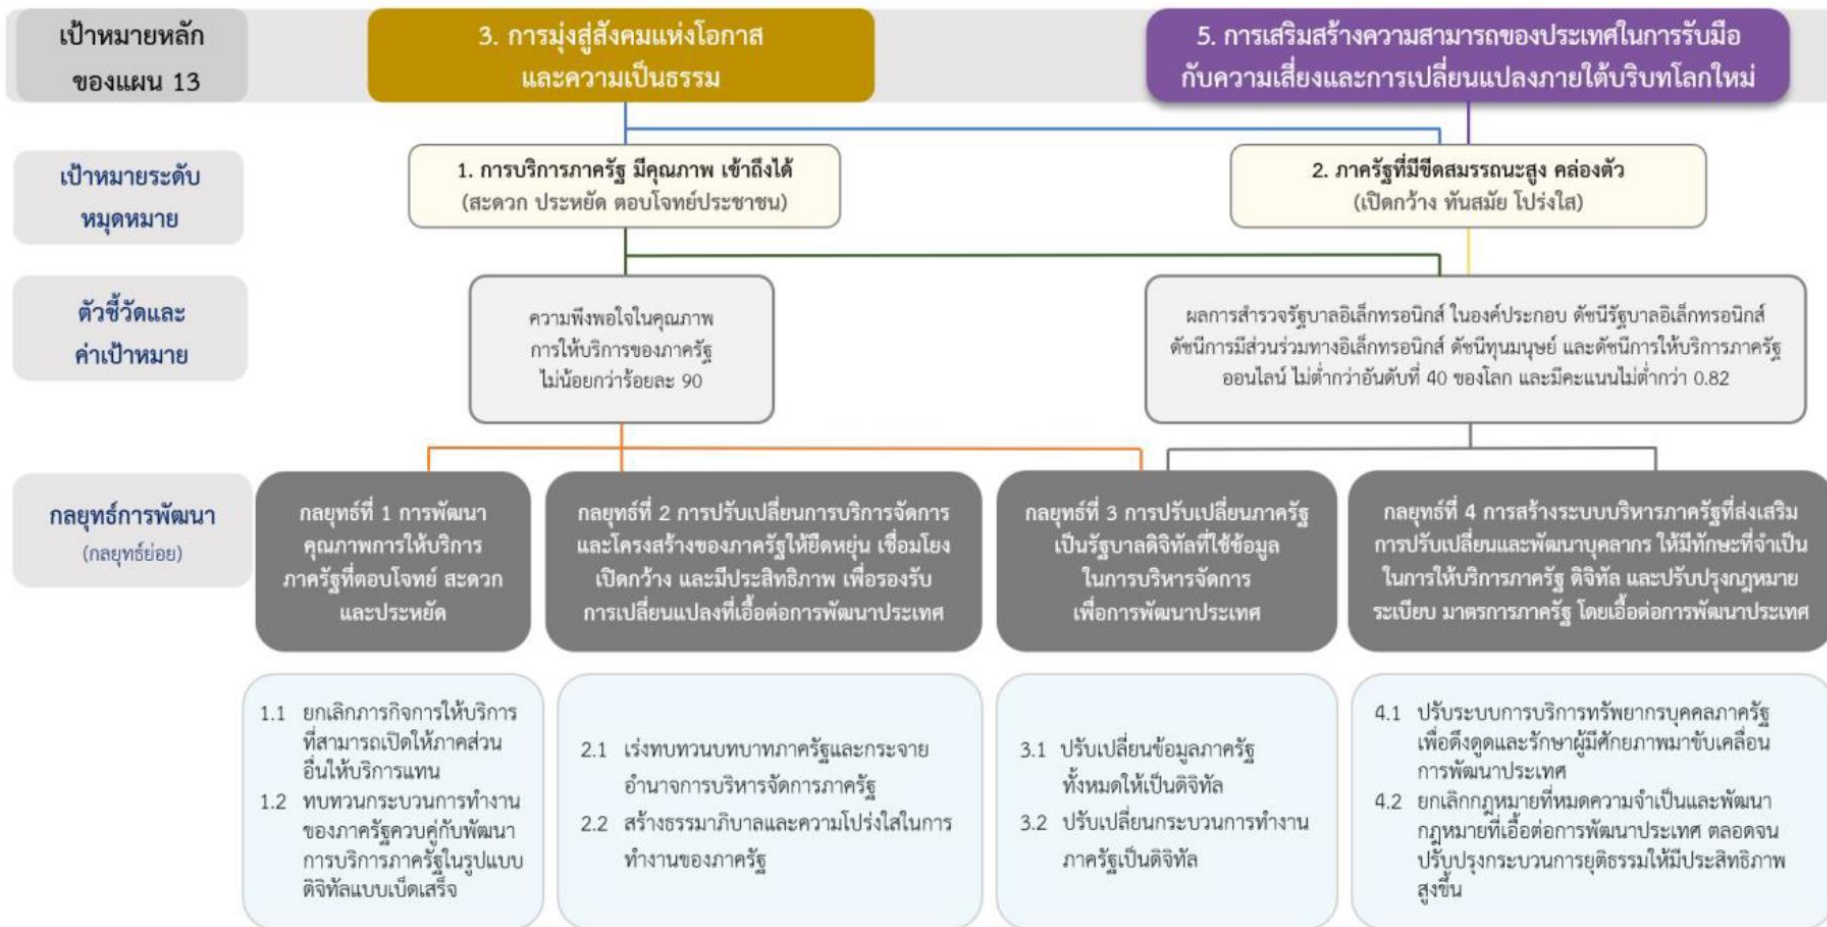 เป้าหมายหลัก
ของแผน 13
3. การมุ่งสู่สังคมแห่งโอกาส
และความเป็นธรรม
5. การเสริมสร้างความสามารถของประเทศในการรับมือ
กับความเสี่ยงและการเปลี่ยนแปลงภายใต้บริบทโลกใหม่
เป้าหมายระดับ
หมุดหมาย
1. การบริการภาครัฐ มีคุณภาพ เข้าถึงได้
(สะดวก ประหยัด ตอบโจทย์ประชาชน)
2. ภาครัฐที่มีขีดสมรรถนะสูง คล่องตัว
(เปิดกว้าง ทันสมัย โปร่งใส)
ตัวชี้วัดและ
ค่าเป้าหมาย
ความพึงพอใจในคุณภาพ
การให้บริการของภาครัฐ
ไม่น้อยกว่าร้อยละ 90
ผลการสำรวจรัฐบาลอิเล็กทรอนิกส์ ในองค์ประกอบ ดัชนีรัฐบาลอิเล็กทรอนิกส์
ดัชนีการมีส่วนร่วมทางอิเล็กทรอนิกส์ ดัชนีทุนมนุษย์ และดัชนีการให้บริการภาครัฐ
ออนไลน์ ไม่ต่ำกว่าอันดับที่ 40 ของโลก และมีคะแนนไม่ต่ำกว่า 0.82
กลยุทธ์การพัฒนา
(กลยุทธ์ย่อย)
กลยุทธ์ที่ 1 การพัฒนา
คุณภาพการให้บริการ
ภาครัฐที่ตอบโจทย์ สะดวก
และประหยัด
กลยุทธ์ที่ 2 การปรับเปลี่ยนการบริการจัดการ
และโครงสร้างของภาครัฐให้ยืดหยุ่น เชื่อมโยง
เปิดกว้าง และมีประสิทธิภาพ เพื่อรองรับ
การเปลี่ยนแปลงที่เอื้อต่อการพัฒนาประเทศ
กลยุทธ์ที่ 3 การปรับเปลี่ยนภาครัฐ
เป็นรัฐบาลดิจิทัลที่ใช้ข้อมูล
ในการบริหารจัดการ
เพื่อการพัฒนาประเทศ
กลยุทธ์ที่ 4 การสร้างระบบบริหารภาครัฐที่ส่งเสริม
การปรับเปลี่ยนและพัฒนาบุคลากร ให้มีทักษะที่จำเป็น
ในการให้บริการภาครัฐ ดิจิทัล และปรับปรุงกฎหมาย
ระเบียบ มาตรการภาครัฐ โดยเอื้อต่อการพัฒนาประเทศ
1.1 ยกเลิกภารกิจการให้บริการ
ที่สามารถเปิดให้ภาคส่วน
อื่นให้บริการแทน
1.2 ทบทวนกระบวนการทำงาน
ของภาครัฐควบคู่กับพัฒนา
การบริการภาครัฐในรูปแบบ
ดิจิทัลแบบเบ็ดเสร็จ
2.1 เร่งทบทวนบทบาทภาครัฐและกระจาย
อำนาจการบริหารจัดการภาครัฐ
2.2 สร้างธรรมาภิบาลและความโปร่งใสในการ
ทำงานของภาครัฐ
3.1 ปรับเปลี่ยนข้อมูลภาครัฐ
ทั้งหมดให้เป็นดิจิทัล
3.2 ปรับเปลี่ยนกระบวนการทำงาน
ภาครัฐเป็นดิจิทัล
4.1 ปรับระบบการบริการทรัพยากรบุคคลภาครัฐ
เพื่อดึงดูดและรักษาผู้มีศักยภาพมาขับเคลื่อน
การพัฒนาประเทศ
4.2 ยกเลิกกฎหมายที่หมดความจำเป็นและพัฒนา
กฎหมายที่เอื้อต่อการพัฒนาประเทศ ตลอดจน
ปรับปรุงกระบวนการยุติธรรมให้มีประสิทธิภาพ
สูงขึ้น